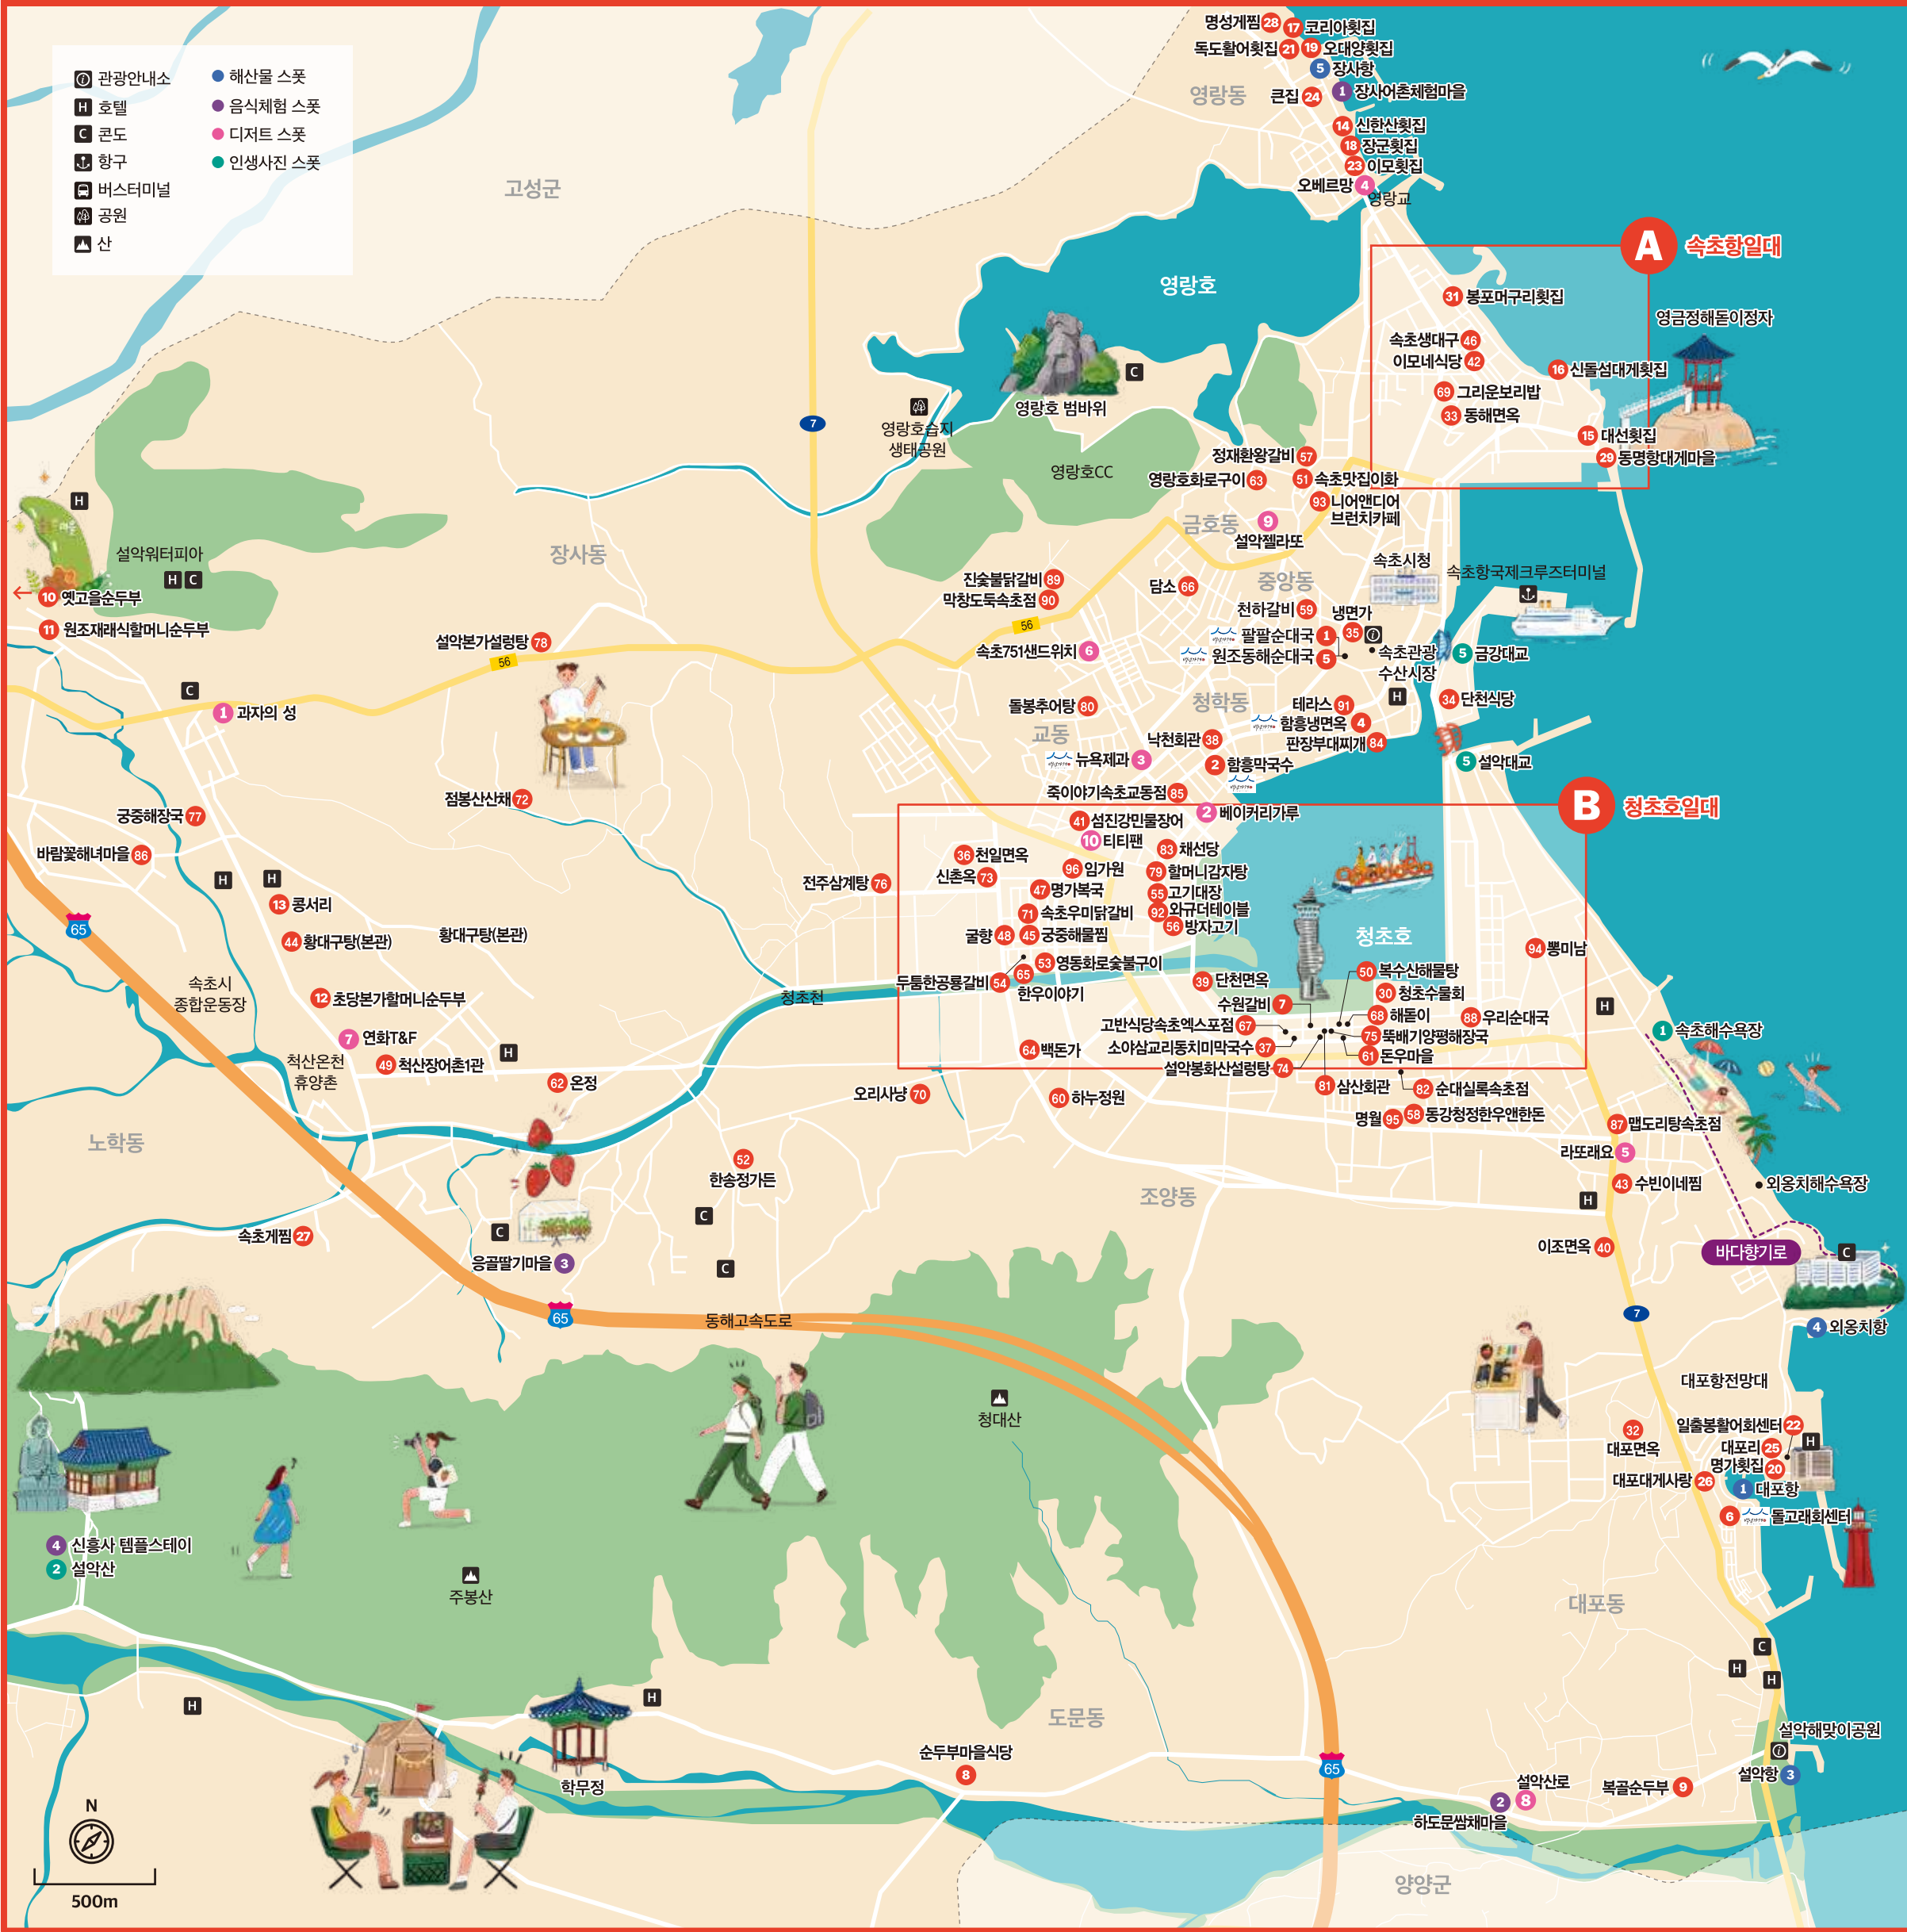 관광안내소
호텔
콘도
항구
버스터미널
공원
산
해산물 스폿
음식체험 스폿
디저트 스폿
인생사진 스폿
명성게찜 28
17 코리아횟집
독도활어횟집 21
19 오대양횟집
5 장사항
영랑동
큰집 24
1 장사어촌체험마을
14 신한산횟집
18 장군횟집
23 이모횟집
오베르망 4
영랑교
고성군
A 속초항일대
영랑호
31 봉포머구리횟집
영금정해돋이정자
속초생대구 46
이모네식당 42
16 신돌섬대게횟집
69 그리운보리밥
33 동해면옥
15 대선횟집
29 동명항대게마을
C
영랑호 범바위
7
영랑호습지
생태공원
영랑호CC
정재환왕갈비 57
영랑호화로구이 63
51 속초맛집이화
93 니어앤디어
브런치카페
금호동
9
설악젤라또
H
설악워터피아
H C
장사동
10 옛고을순두부
11 원조재래식할머니순두부
진숯불닭갈비 89
막창도둑속초점 90
담소 66
중앙동
속초시청
속초항국제크루즈터미널
천하갈비 59
냉면가
35
팔팔순대국 1
원조동해순대국 5
속초관광
수산시장
5 금강대교
56
설악본가설렁탕 78
56
속초751샌드위치 6
C
1 과자의 성
돌봉추어탕 80
청학동
테라스 91
H
34 단천식당
함흥냉면옥 4
판장부대찌개 84
교동
낙천회관 38
뉴욕제과 3
2 함흥막국수
5 설악대교
점봉산산채 72
죽이야기속초교동점 85
2 베이커리가루
B 청초호일대
궁중해장국 77
바람꽃해녀마을 86
41 섬진강민물장어
10 티티팬
83 채선당
36 천일면옥
신촌옥 73
96 임가원
79 할머니감자탕
전주삼계탕 76
47 명가복국
55 고기대장
71 속초우미닭갈비
92 와규더테이블
56 방자고기
굴향 48
45 궁중해물찜
청초호
94 뽕미남
H
H
13 콩서리
44 황대구탕(본관)
황대구탕(본관)
65
속초시
종합운동장
53 영동화로숯불구이
두툼한공룡갈비 54
65
한우이야기
39 단천면옥
50 복수산해물탕
30 청초수물회
수원갈비 7
68 해돋이
88 우리순대국
고반식당속초엑스포점 67
75 뚝배기양평해장국
소야삼교리동치미막국수 37
61 돈우마을
설악봉화산설렁탕 74
청초천
12 초당본가할머니순두부
7 연화T&F
척산온천
휴양촌
49 척산장어촌1관
H
62 온정
64 백돈가
오리사냥 70
60 하누정원
81 삼산회관
82 순대실록속초점
명월 95
58 동강청정한우앤한돈
H
1 속초해수욕장
87 맵도리탕속초점
라또래요 5
43 수빈이네찜
외옹치해수욕장
H
이조면옥 40
바다향기로
C
4 외옹치항
노학동
52
한송정가든
조양동
속초게찜 27
C
C
C
응골딸기마을 3
65
동해고속도로
7
청대산
대포항전망대
32
대포면옥
일출봉활어회센터 22
대포리 25
명가횟집 20
H
대포대게사랑 26
1 대포항
6 돌고래회센터
4 신흥사 템플스테이
2 설악산
주봉산
대포동
C
H
H
H
H
도문동
학무정
순두부마을식당
8
65
설악해맞이공원
설악항 3
설악산로
2 8
하도문쌈채마을
복골순두부 9
양양군
N
500m